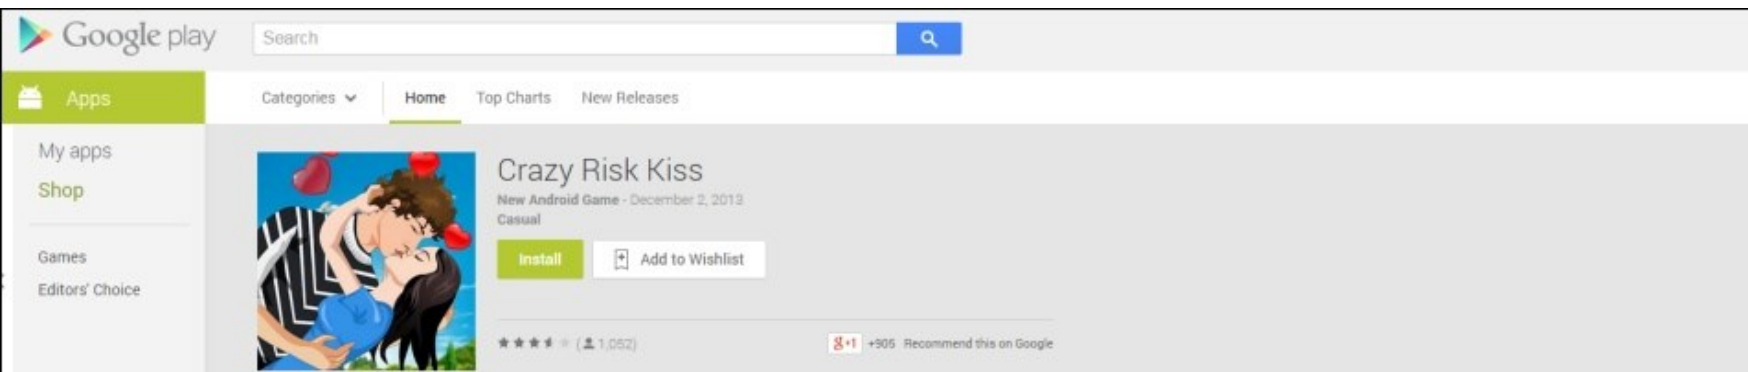 Google play
Search
Apps
Categories
Home
Top Charts
New Releases
My apps
Shop
Games
Editors' Choice
Crazy Risk Kiss
New Android Game - December 2, 2013
Casual
Install
Add to Wishlist
(1,052)
g+1 +905 Recommend this on Google